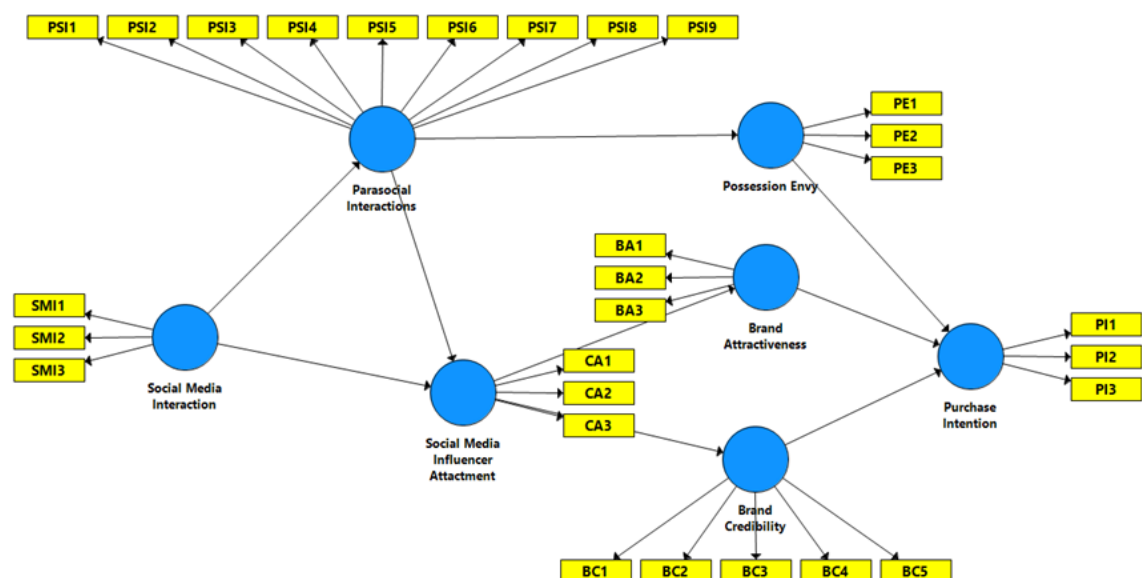 PSI1
PSI2
PSI3
PSI4
PSI5
PSI6
PSI7
PSI8
PSI9
Parasocial
Interactions
PE1
PE2
PE3
Possession Envy
BA1
BA2
BA3
Brand
Attractiveness
SMI1
SMI2
SMI3
Social Media
Interaction
CA1
CA2
CA3
Social Media
Influencer
Attactment
PI1
PI2
PI3
Purchase
Intention
Brand
Credibility
BC1
BC2
BC3
BC4
BC5